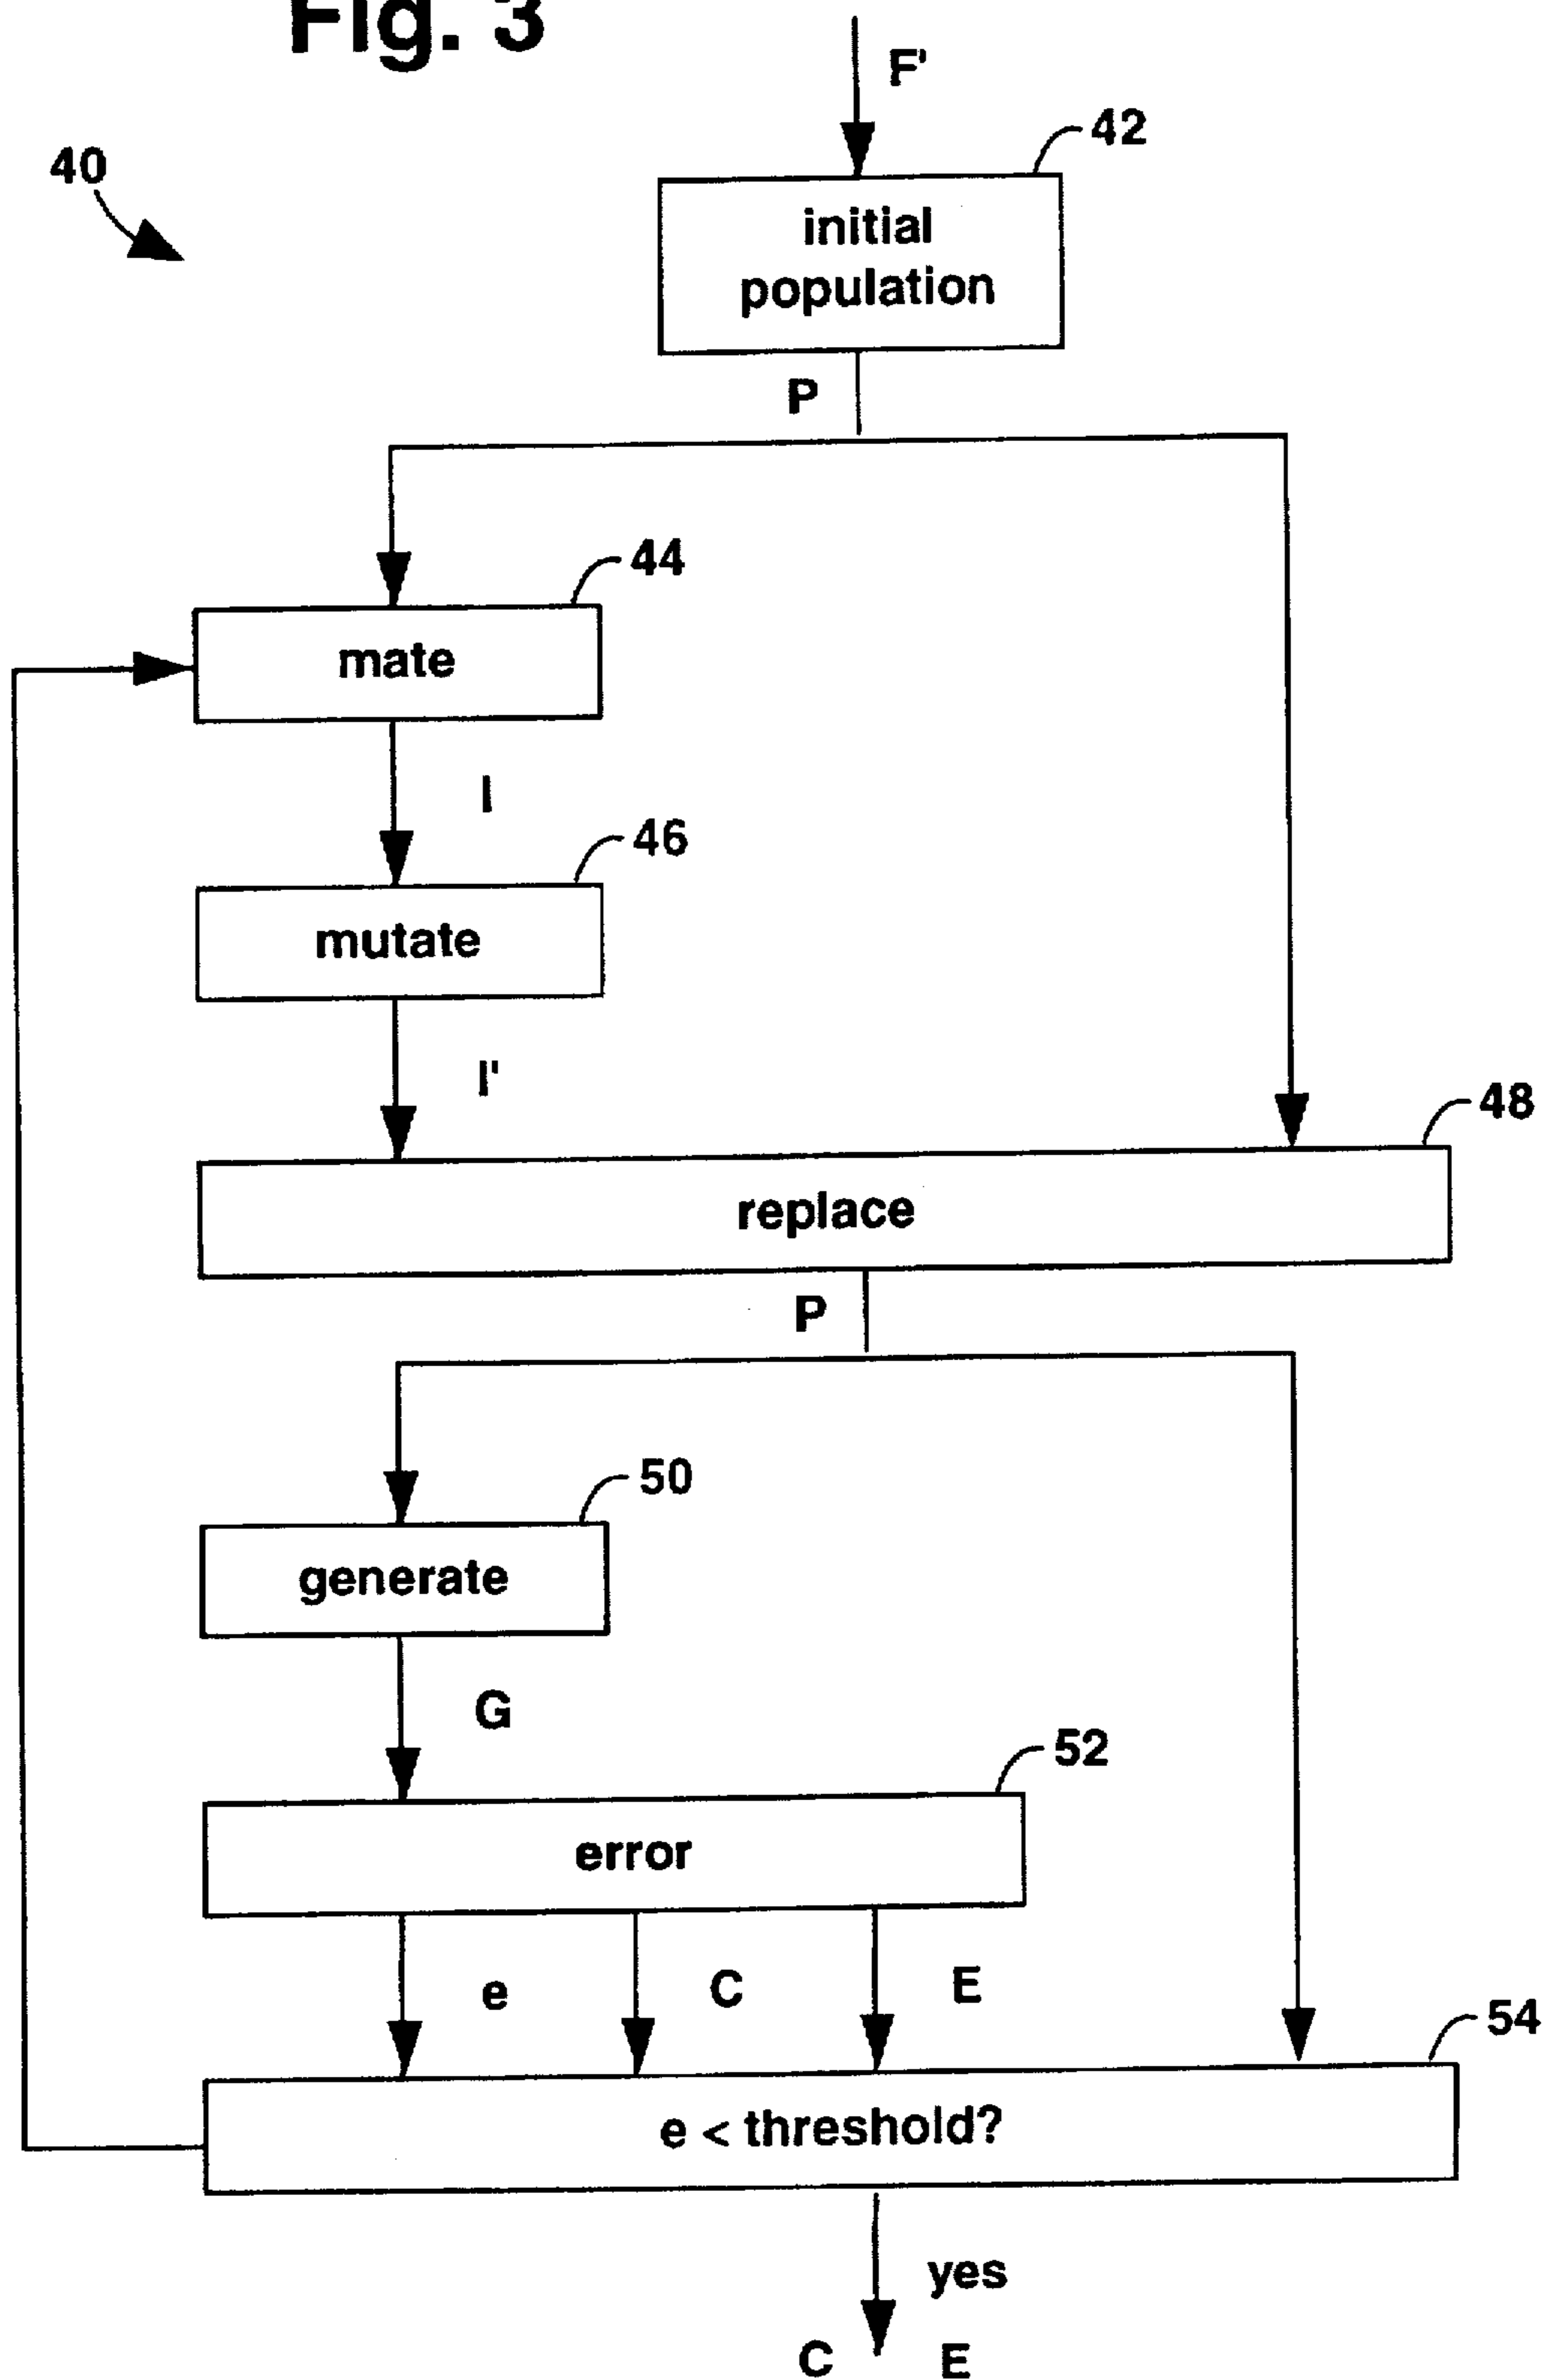 Fig. 3
F'
42
40
initial
population
P
44
mate
I
46
mutate
I'
48
replace
P
50
generate
G
52
error
e C E
54
e < threshold?
yes
C E